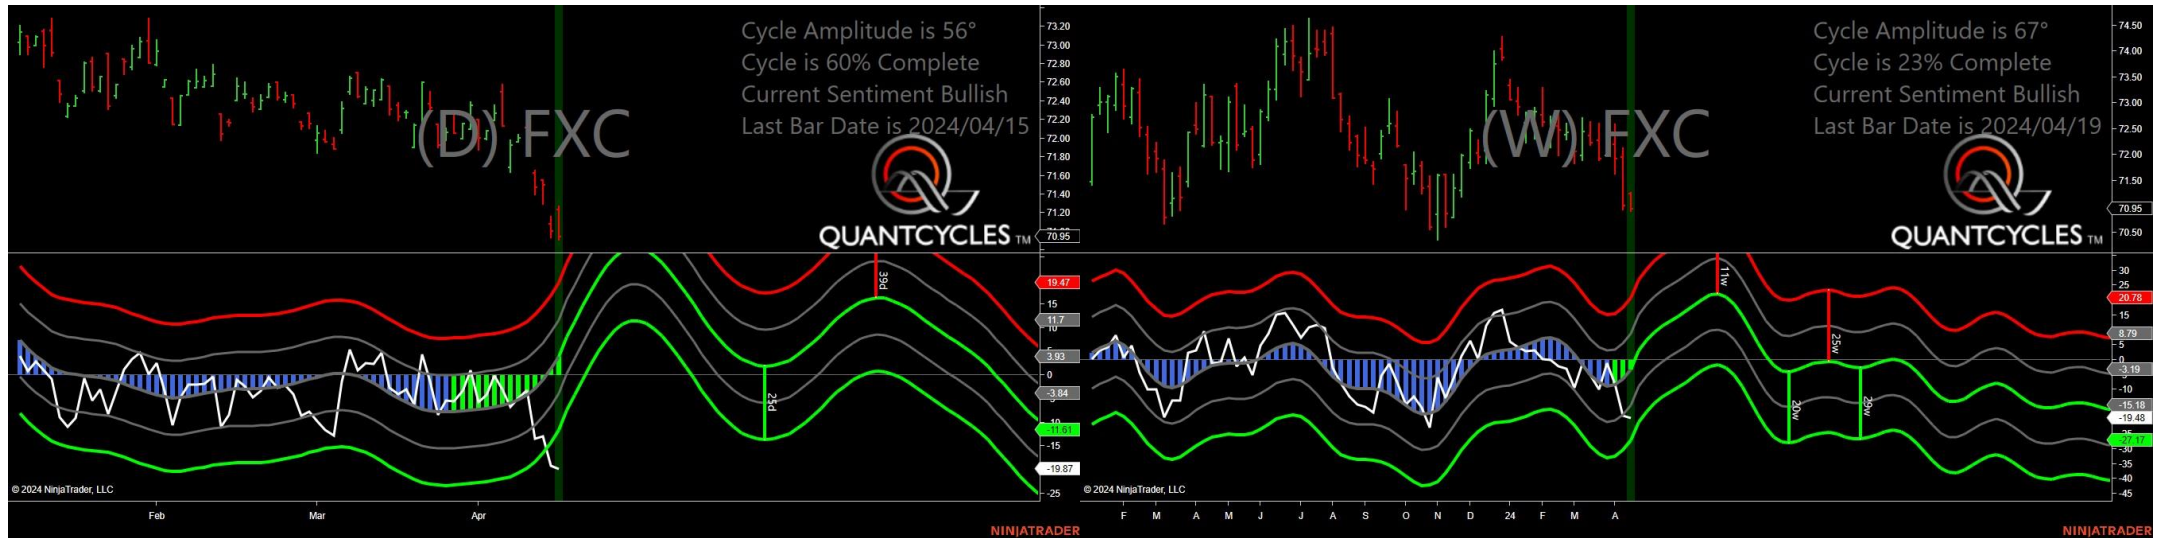 Cycle Amplitude is 56°
Cycle is 60% Complete
Current Sentiment Bullish
Last Bar Date is 2024/04/15
(D) FXC
QUANTCYCLES TM
73.20
73.00
72.80
72.60
72.40
72.20
72.00
71.80
71.60
71.40
71.20
70.95
39d
25d
19.47
15
11.7
3.93
0
-3.84
-11.61
-15
-19.87
-25
© 2024 NinjaTrader, LLC
Feb
Mar
Apr
NINJATRADER
Cycle Amplitude is 67°
Cycle is 23% Complete
Current Sentiment Bullish
Last Bar Date is 2024/04/19
(W) FXC
QUANTCYCLES TM
74.50
74.00
73.50
73.00
72.50
72.00
71.50
70.95
70.50
11w
25w
20w
29w
30
25
20.78
15
8.79
5
0
-3.19
-10
-15.18
-19.48
-27.17
-30
-35
-40
-45
© 2024 NinjaTrader, LLC
F M A M J J A S O N D 24 F M A
NINJATRADER